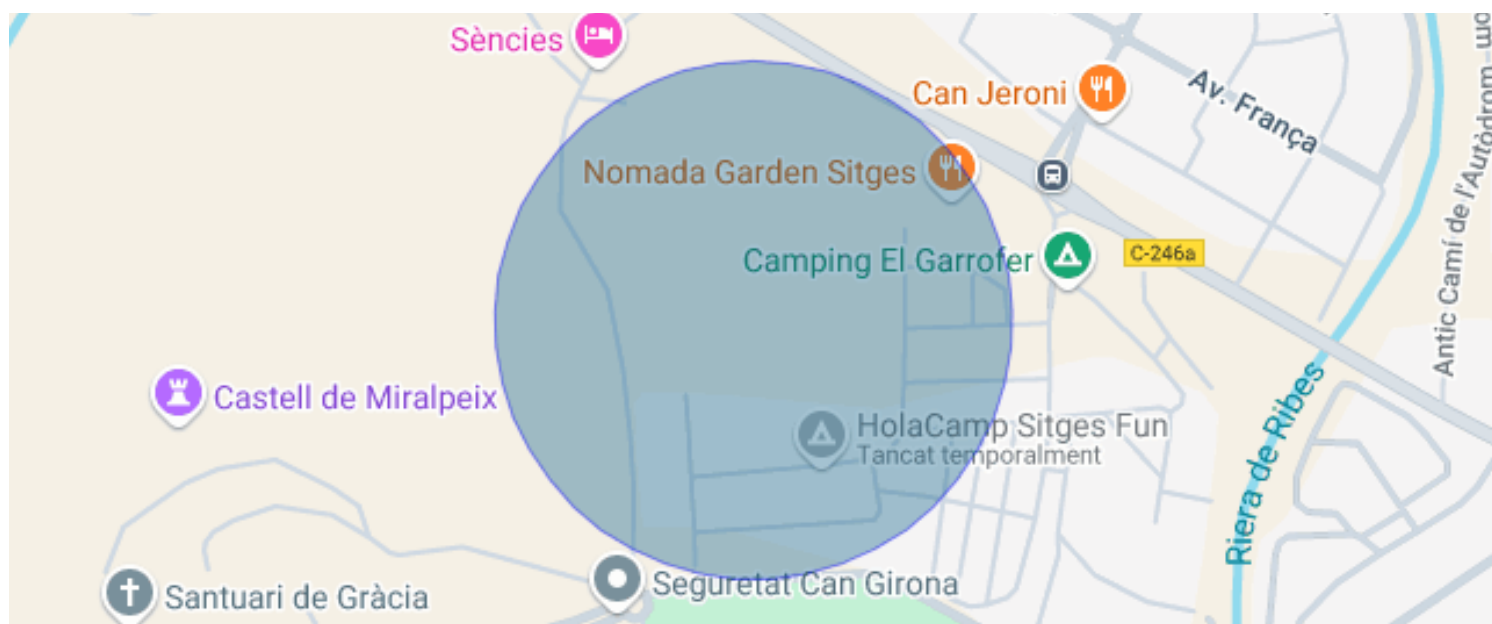 Sències
Can Jeroni
Av. França
Nomada Garden Sitges
Camping El Garrofer
C-246a
Antic Camí de l'Autòdrom
Castell de Miralpeix
HolaCamp Sitges Fun
Tancat temporalment
Riera de Ribes
Seguretat Can Girona
Santuari de Gràcia